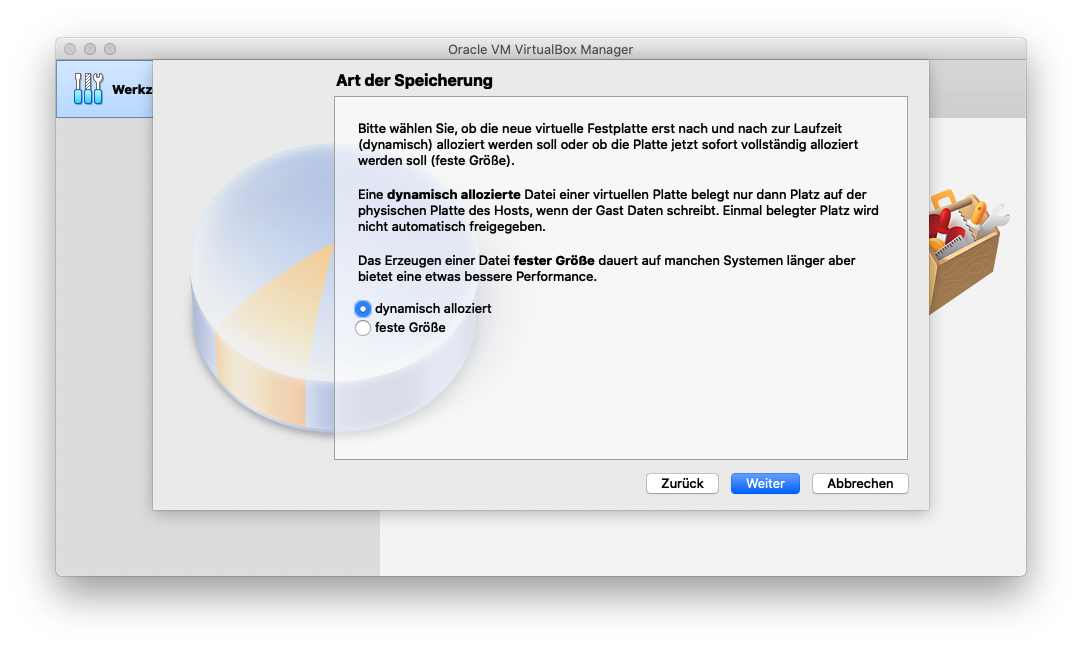 Oracle VM VirtualBox Manager
Werkz
Art der Speicherung
Bitte wählen Sie, ob die neue virtuelle Festplatte erst nach und nach zur Laufzeit
(dynamisch) alloziert werden soll oder ob die Platte jetzt sofort vollständig alloziert
werden soll (feste Größe).
Eine dynamisch allozierte Datei einer virtuellen Platte belegt nur dann Platz auf der
physischen Platte des Hosts, wenn der Gast Daten schreibt. Einmal belegter Platz wird
nicht automatisch freigegeben.
Das Erzeugen einer Datei fester Größe dauert auf manchen Systemen länger aber
bietet eine etwas bessere Performance.
dynamisch alloziert
feste Größe
Zurück Weiter Abbrechen